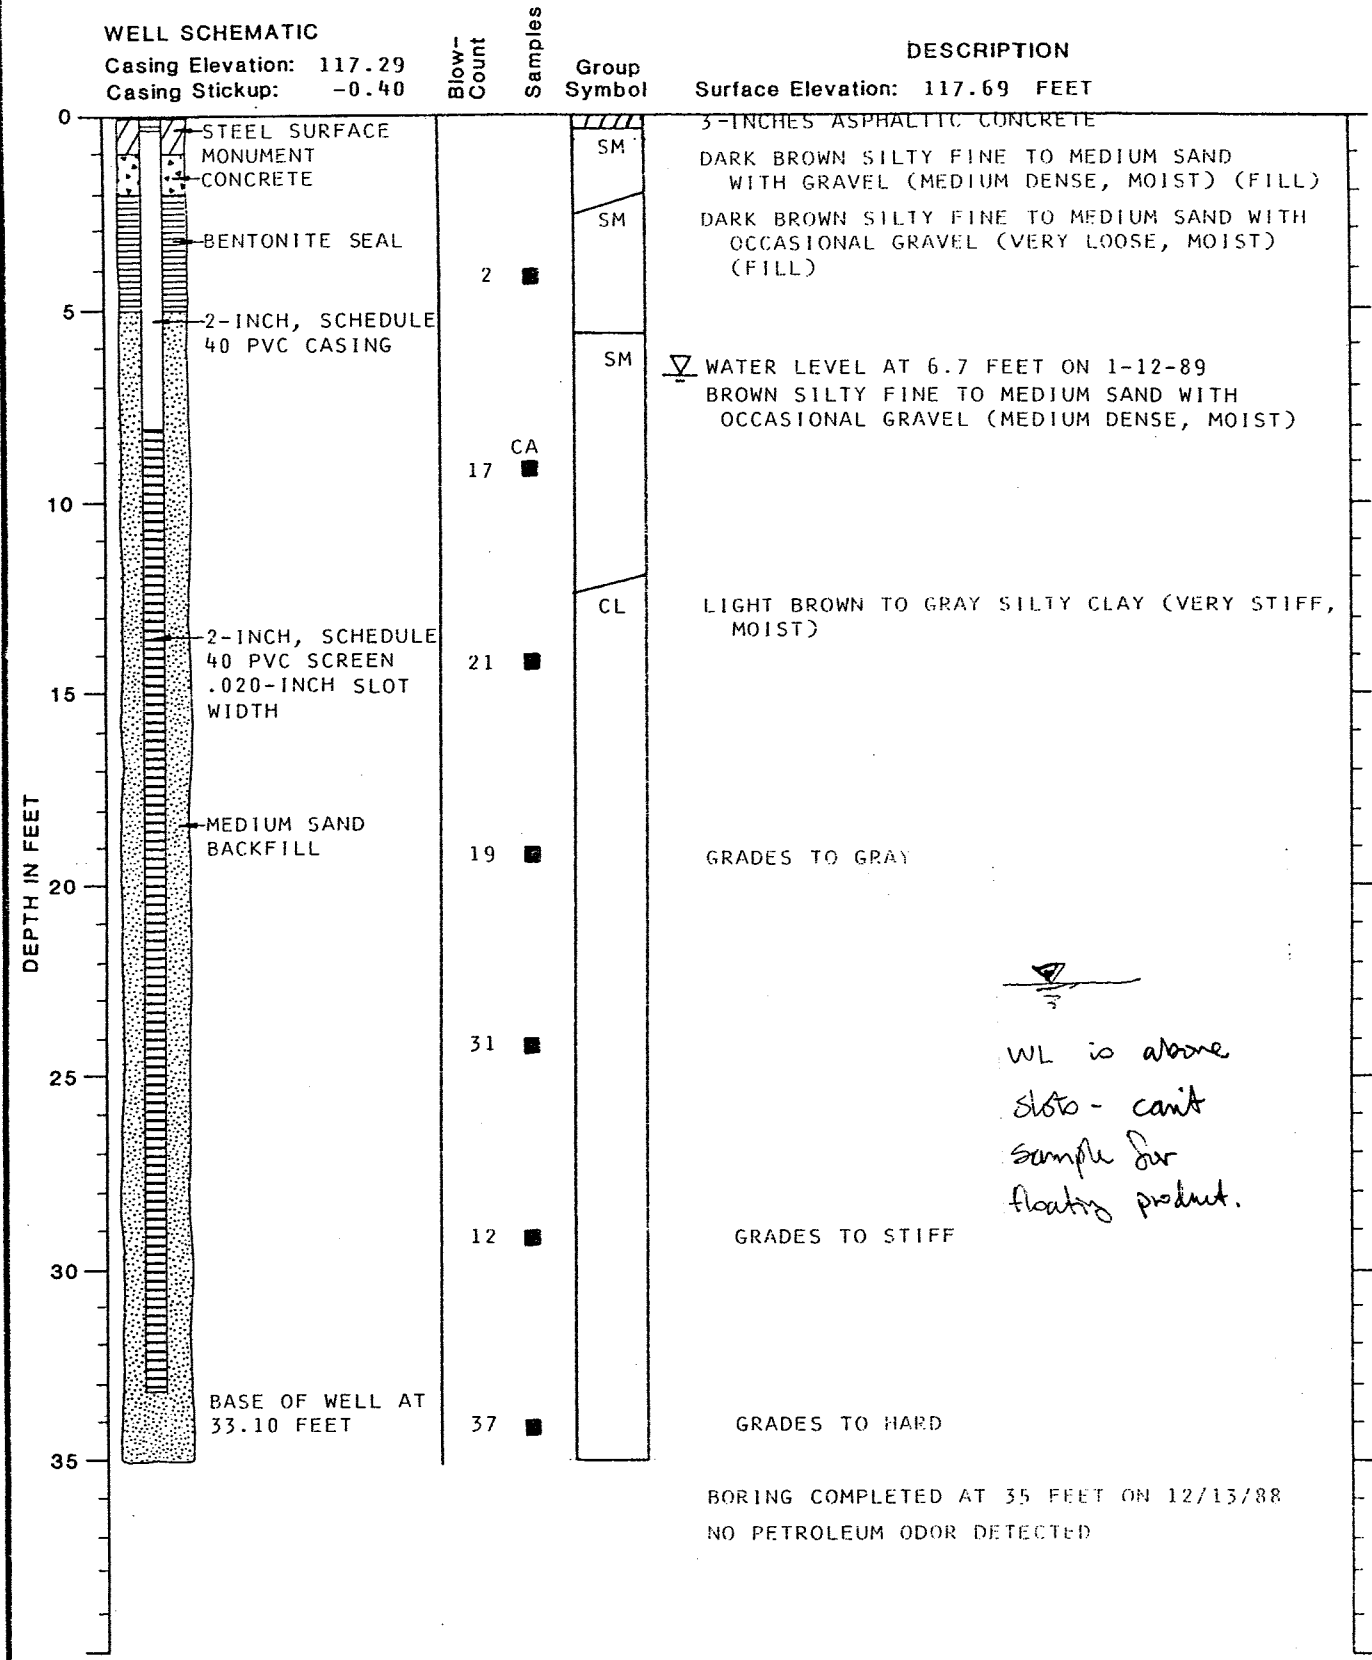 WELL SCHEMATIC
Casing Elevation: 117.29
Casing Stickup: -0.40
Blow-
Count
Samples
Group
Symbol
DESCRIPTION
Surface Elevation: 117.69 FEET
0
STEEL SURFACE
MONUMENT
CONCRETE
3-INCHES ASPHALTIC CONCRETE
SM
DARK BROWN SILTY FINE TO MEDIUM SAND
WITH GRAVEL (MEDIUM DENSE, MOIST) (FILL)
SM
DARK BROWN SILTY FINE TO MEDIUM SAND WITH
OCCASIONAL GRAVEL (VERY LOOSE, MOIST)
(FILL)
BENTONITE SEAL
2
5
2-INCH, SCHEDULE
40 PVC CASING
SM
WATER LEVEL AT 6.7 FEET ON 1-12-89
BROWN SILTY FINE TO MEDIUM SAND WITH
OCCASIONAL GRAVEL (MEDIUM DENSE, MOIST)
CA
17
10
CL
LIGHT BROWN TO GRAY SILTY CLAY (VERY STIFF,
MOIST)
2-INCH, SCHEDULE
40 PVC SCREEN
.020-INCH SLOT
WIDTH
21
15
MEDIUM SAND
BACKFILL
19
GRADES TO GRAY
20
DEPTH IN FEET
31
25
WL is above
slots - can't
sample for
floating product.
12
GRADES TO STIFF
30
BASE OF WELL AT
33.10 FEET
37
GRADES TO HARD
35
BORING COMPLETED AT 35 FEET ON 12/13/88
NO PETROLEUM ODOR DETECTED